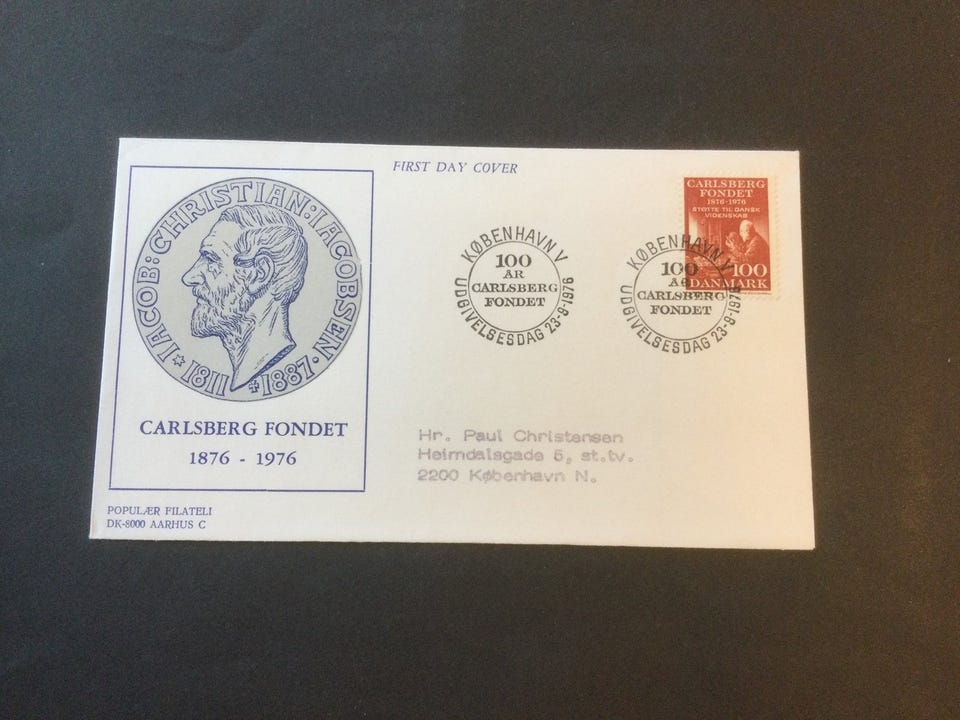 FIRST DAY COVER
IACOB:CHRISTIAN:IACOBSEN·
1811 1887·
CARLSBERG FONDET
1876 - 1976
POPULÆR FILATELI
DK-8000 AARHUS C
KØBENHAVN V
100
ÅR
CARLSBERG
FONDET
UDGIVELSESDAG 23-9-1976
KØBENHAVN V
100
ÅR
CARLSBERG
FONDET
UDGIVELSESDAG 23-9-1976
CARLSBERG
FONDET
1876-1976
STØTTE TIL DANSK
VIDENSKAB
100
DANMARK
Hr. Paul Christensen
Heimdalsgade 5, st.tv.
2200 København N.